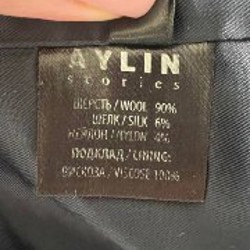 AYLIN
stories
ШЕРСТЬ / WOOL 90%
ШЕЛК / SILK 6%
НЕЙЛОН / NYLON 4%
ПОДКЛАД / LINING:
ВИСКОЗА / VISCOSE 100%